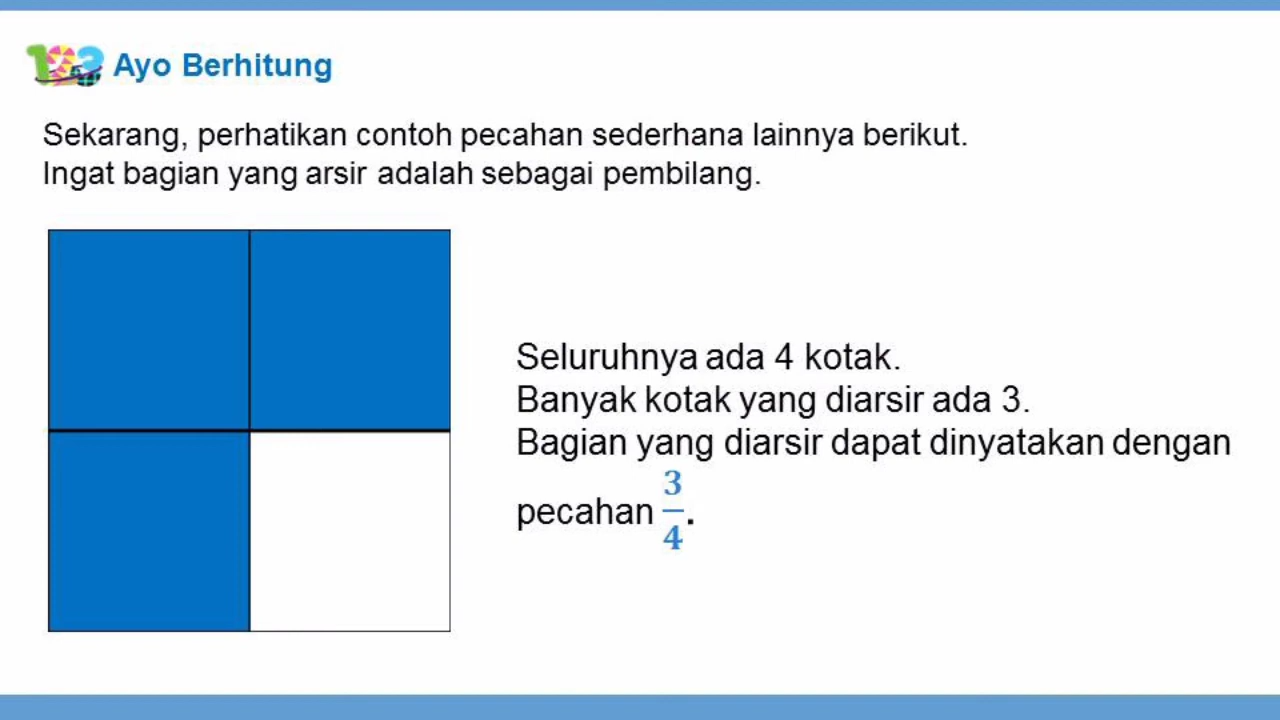 123 Ayo Berhitung
Sekarang, perhatikan contoh pecahan sederhana lainnya berikut.
Ingat bagian yang arsir adalah sebagai pembilang.
Seluruhnya ada 4 kotak.
Banyak kotak yang diarsir ada 3.
Bagian yang diarsir dapat dinyatakan dengan
pecahan 3/4.